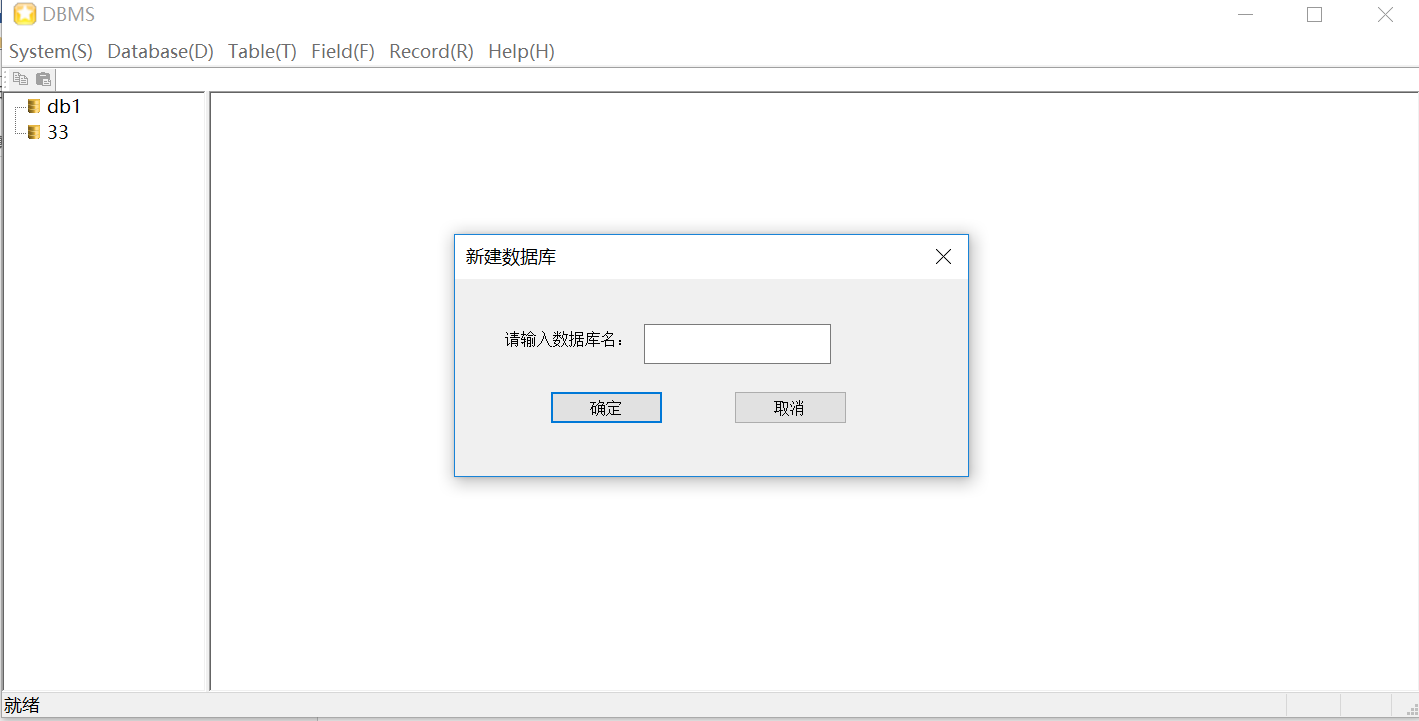 DBMS
System(S) Database(D) Table(T) Field(F) Record(R) Help(H)
db1
33
新建数据库
请输入数据库名：
确定 取消
就绪